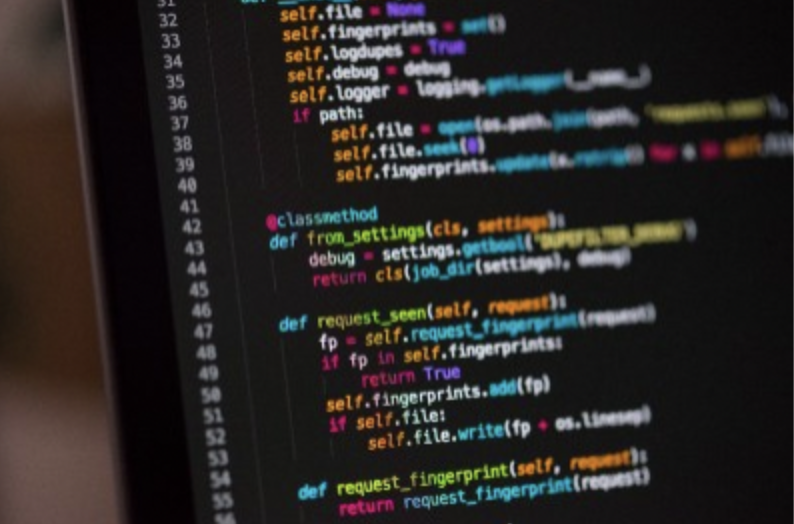 31 def
32 self.file = None
33 self.fingerprints = set()
34 self.logdupes = True
35 self.debug = debug
36 self.logger = logging.getLogger(__name__)
37 if path:
38 self.file = open(os.path.join(path, 'requests.seen'),
39 self.file.seek(0)
40 self.fingerprints.update(x.rstrip() for x in self.file
41
42 @classmethod
43 def from_settings(cls, settings):
44 debug = settings.getbool('DUPEFILTER_DEBUG')
45 return cls(job_dir(settings), debug)
46
47 def request_seen(self, request):
48 fp = self.request_fingerprint(request)
49 if fp in self.fingerprints:
50 return True
51 self.fingerprints.add(fp)
52 if self.file:
53 self.file.write(fp + os.linesep)
54
55 def request_fingerprint(self, request):
56 return request_fingerprint(request)